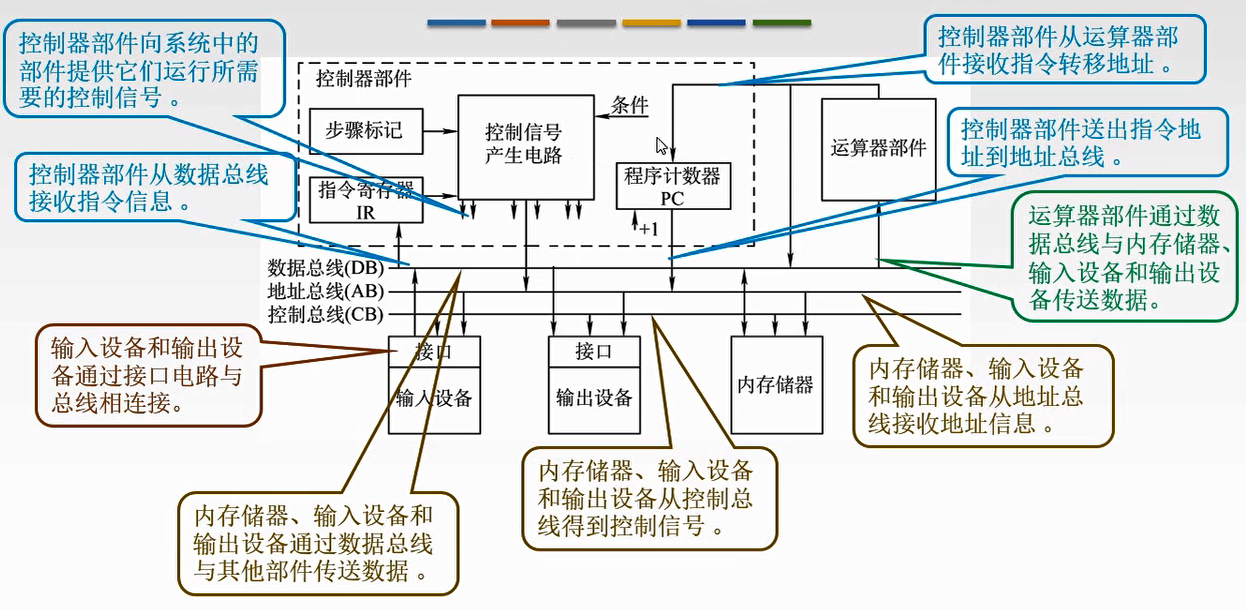 控制器部件向系统中的
部件提供它们运行所需
要的控制信号 。
控制器部件从运算器部
件接收指令转移地址 。
控制器部件
步骤标记
控制信号
产生电路
条件
运算器部件
控制器部件送出指令地
址到地址总线 。
控制器部件从数据总线
接收指令信息 。
指令寄存器
IR
程序计数器
PC
+1
运算器部件通过数
据总线与内存储器、
输入设备和输出设
备传送数据。
数据总线(DB)
地址总线(AB)
控制总线(CB)
输入设备和输出设
备通过接口电路与
总线相连接。
接口
输入设备
接口
输出设备
内存储器
内存储器、输入设备
和输出设备从地址总
线接收地址信息 。
内存储器、输入设备
和输出设备从控制总
线得到控制信号 。
内存储器、输入设备和
输出设备通过数据总线
与其他部件传送数据 。